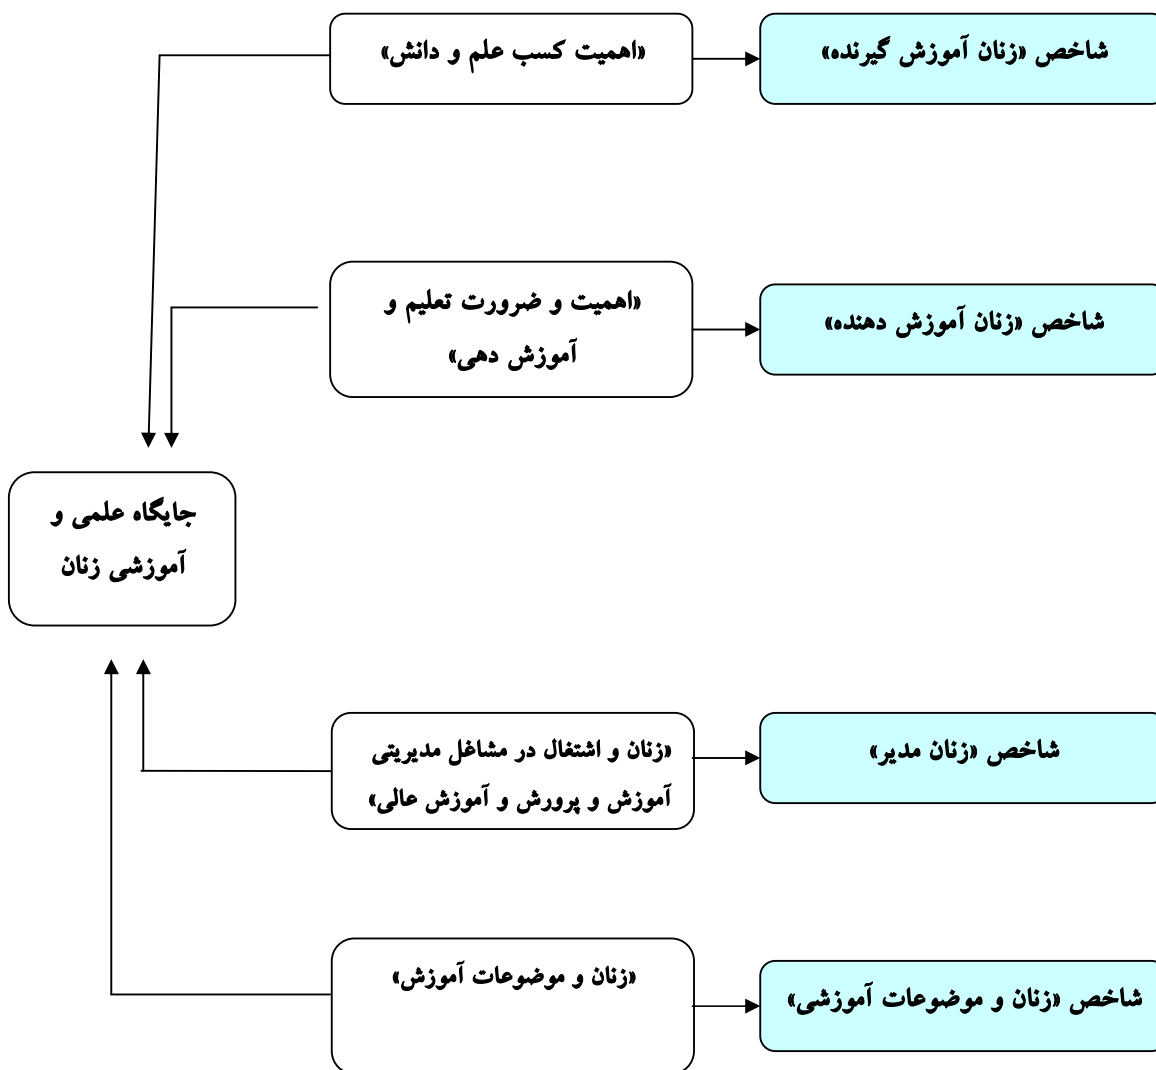 شاخص «زنان آموزش گیرنده»
«اهمیت کسب علم و دانش»
شاخص «زنان آموزش دهنده»
«اهمیت و ضرورت تعلیم و
آموزش دهی»
جایگاه علمی و
آموزشی زنان
شاخص «زنان مدیر»
«زنان و اشتغال در مشاغل مدیریتی
آموزش و پرورش و آموزش عالی»
شاخص «زنان و موضوعات آموزشی»
«زنان و موضوعات آموزش»